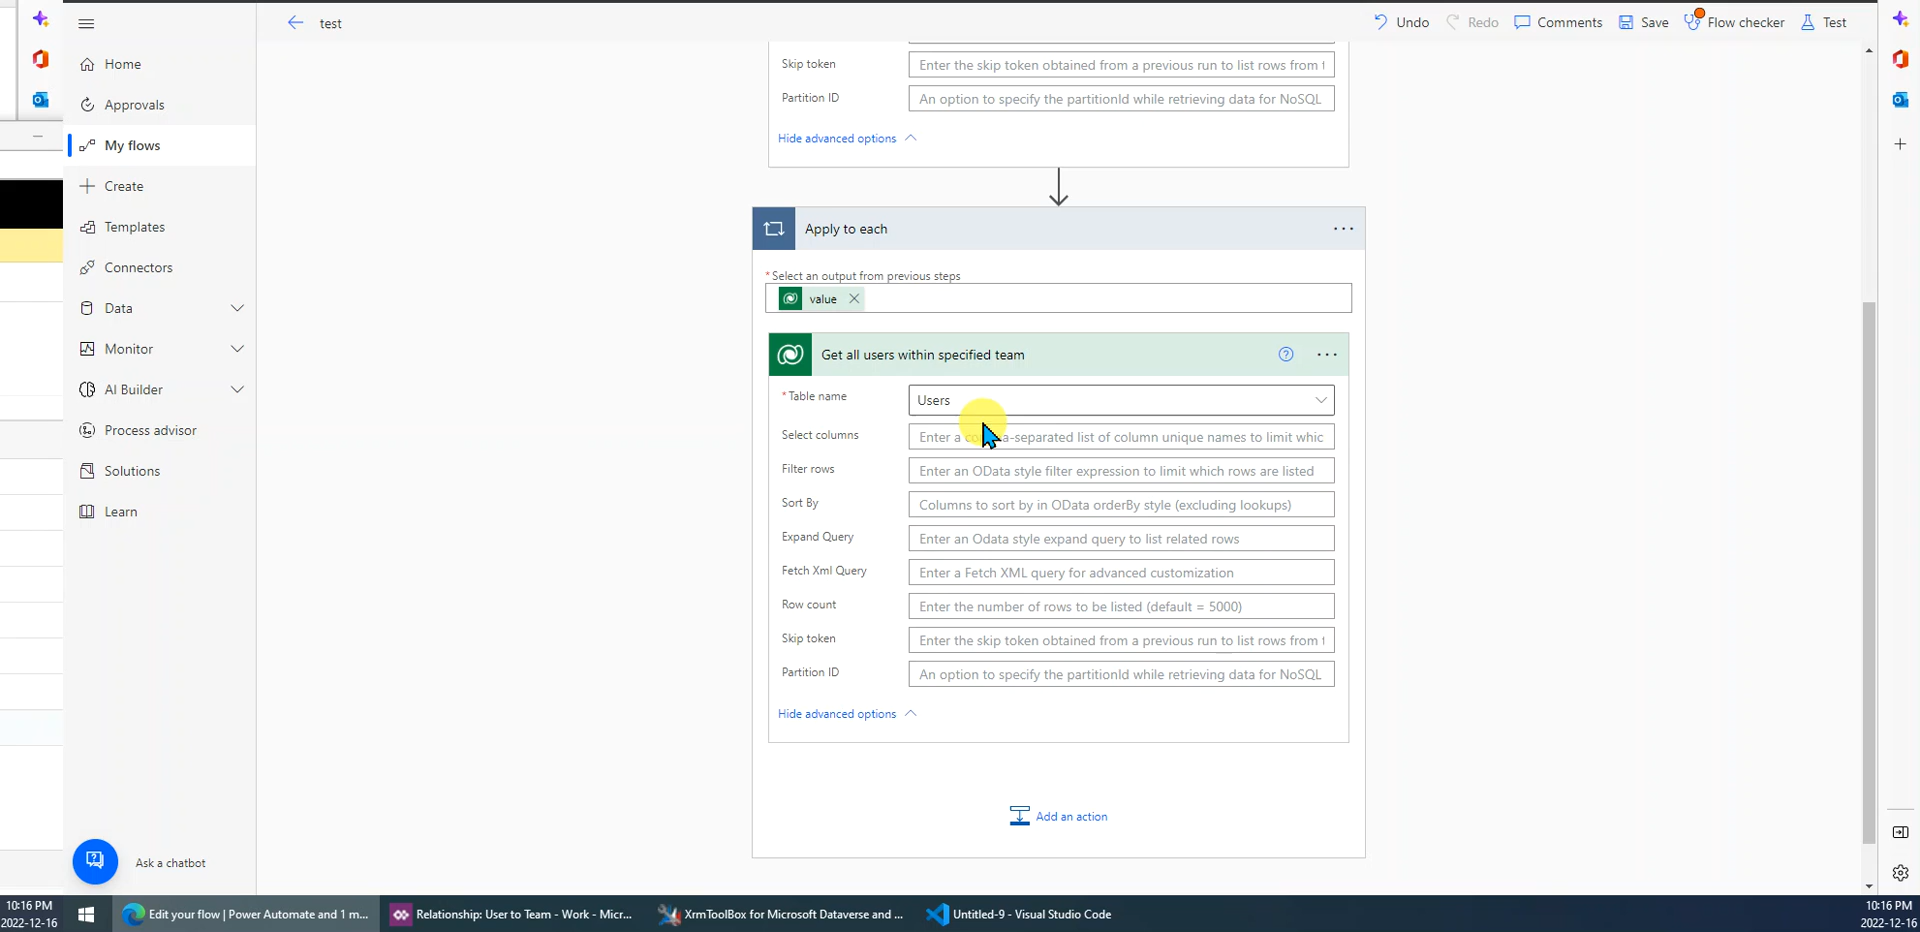 test
Undo
Redo
Comments
Save
Flow checker
Test
Home
Approvals
My flows
Create
Templates
Connectors
Data
Monitor
AI Builder
Process advisor
Solutions
Learn
Ask a chatbot
Skip token
Enter the skip token obtained from a previous run to list rows from t
Partition ID
An option to specify the partitionId while retrieving data for NoSQL
Hide advanced options
Apply to each
* Select an output from previous steps
value
Get all users within specified team
* Table name
Users
Select columns
Enter a co a-separated list of column unique names to limit whic
Filter rows
Enter an OData style filter expression to limit which rows are listed
Sort By
Columns to sort by in OData orderBy style (excluding lookups)
Expand Query
Enter an Odata style expand query to list related rows
Fetch Xml Query
Enter a Fetch XML query for advanced customization
Row count
Enter the number of rows to be listed (default = 5000)
Skip token
Enter the skip token obtained from a previous run to list rows from t
Partition ID
An option to specify the partitionId while retrieving data for NoSQL
Hide advanced options
Add an action
10:16 PM
2022-12-16
Edit your flow | Power Automate and 1 m...
Relationship: User to Team - Work - Micr...
XrmToolBox for Microsoft Dataverse and ...
Untitled-9 - Visual Studio Code
10:16 PM
2022-12-16